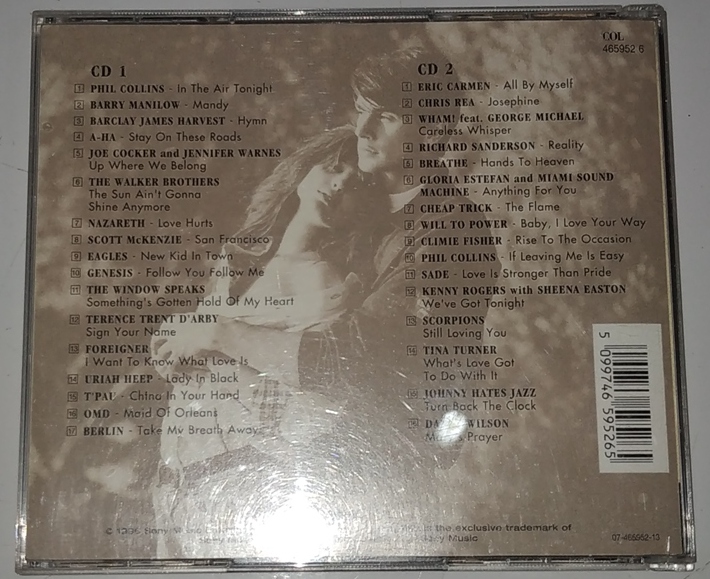 COL
465952 6
CD 1
1 PHIL COLLINS - In The Air Tonight
2 BARRY MANILOW - Mandy
3 BARCLAY JAMES HARVEST - Hymn
4 A-HA - Stay On These Roads
5 JOE COCKER and JENNIFER WARNES
Up Where We Belong
6 THE WALKER BROTHERS
The Sun Ain't Gonna
Shine Anymore
7 NAZARETH - Love Hurts
8 SCOTT McKENZIE - San Francisco
9 EAGLES - New Kid In Town
10 GENESIS - Follow You Follow Me
11 THE WINDOW SPEAKS
Something's Gotten Hold Of My Heart
12 TERENCE TRENT D'ARBY
Sign Your Name
13 FOREIGNER
I Want To Know What Love Is
14 URIAH HEEP - Lady In Black
15 T'PAU - China In Your Hand
16 OMD - Maid Of Orleans
17 BERLIN - Take My Breath Away
CD 2
1 ERIC CARMEN - All By Myself
2 CHRIS REA - Josephine
3 WHAM! feat. GEORGE MICHAEL
Careless Whisper
4 RICHARD SANDERSON - Reality
5 BREATHE - Hands To Heaven
6 GLORIA ESTEFAN and MIAMI SOUND
MACHINE - Anything For You
7 CHEAP TRICK - The Flame
8 WILL TO POWER - Baby, I Love Your Way
9 CLIMIE FISHER - Rise To The Occasion
10 PHIL COLLINS - If Leaving Me Is Easy
11 SADE - Love Is Stronger Than Pride
12 KENNY ROGERS with SHEENA EASTON
We've Got Tonight
13 SCORPIONS
Still Loving You
14 TINA TURNER
What's Love Got
To Do With It
15 JOHNNY HATES JAZZ
Turn Back The Clock
16 WILSON
Prayer
5 099746 595265
© Sony
is the exclusive trademark of
Music
07-465952-13